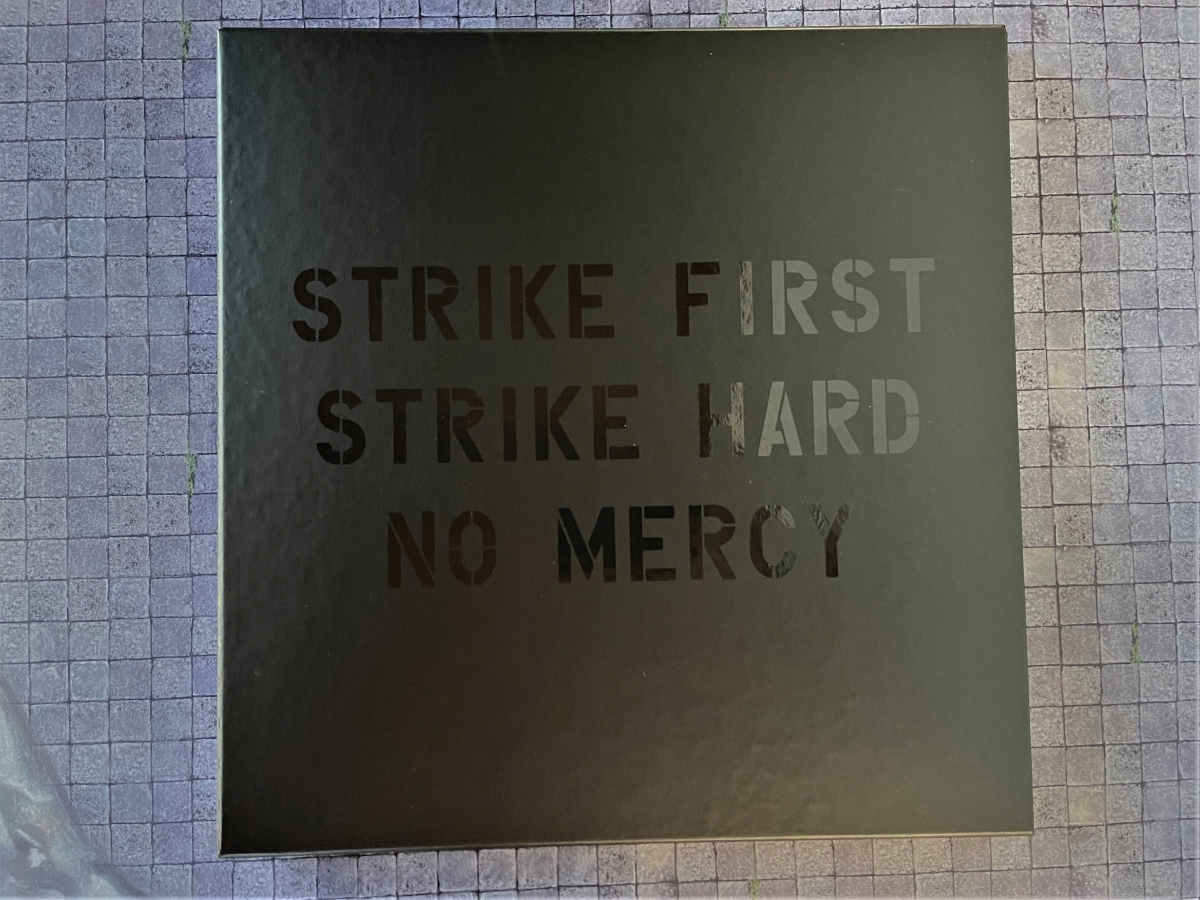 STRIKE FIRST
STRIKE HARD
NO MERCY